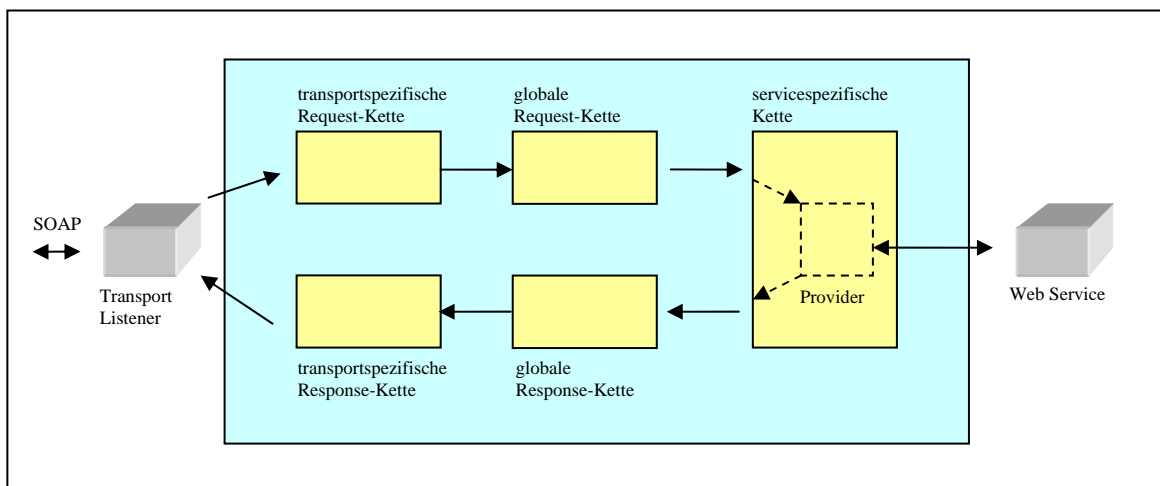 transportspezifische
Request-Kette
globale
Request-Kette
servicespezifische
Kette
SOAP
Transport
Listener
Provider
Web Service
transportspezifische
Response-Kette
globale
Response-Kette